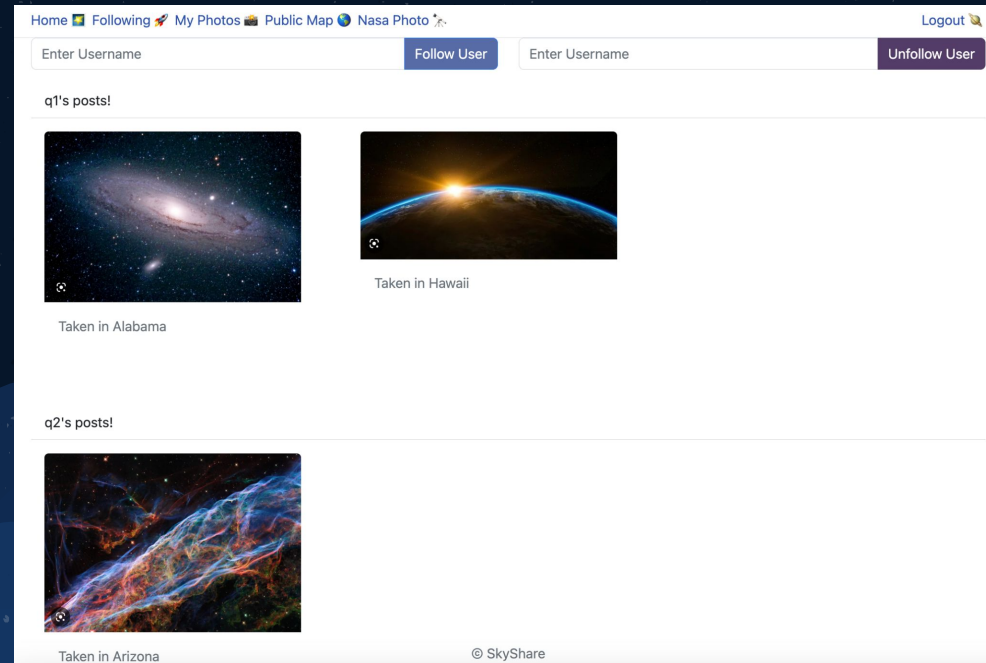 Home 🌠 Following 🚀 My Photos 📸 Public Map 🌎 Nasa Photo 🔭 Logout 🪐
Enter Username Follow User Enter Username Unfollow User
q1's posts!
Taken in Alabama
Taken in Hawaii
q2's posts!
Taken in Arizona
© SkyShare